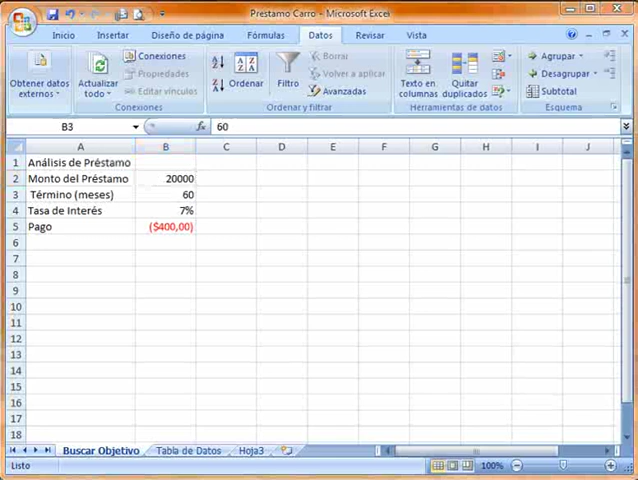 Prestamo Carro - Microsoft Excel
Inicio Insertar Diseño de página Fórmulas Datos Revisar Vista
Obtener datos externos
Actualizar todo
Conexiones
Propiedades
Editar vínculos
Conexiones
Ordenar
Filtro
Borrar
Volver a aplicar
Avanzadas
Ordenar y filtrar
Texto en columnas
Quitar duplicados
Herramientas de datos
Agrupar
Desagrupar
Subtotal
Esquema
B3 fx 60
A B C D E F G H I J
1 Análisis de Préstamo
2 Monto del Préstamo 20000
3 Término (meses) 60
4 Tasa de Interés 7%
5 Pago ($400,00)
6
7
8
9
10
11
12
13
14
15
16
17
18
Buscar Objetivo Tabla de Datos Hoja3
Listo 100%